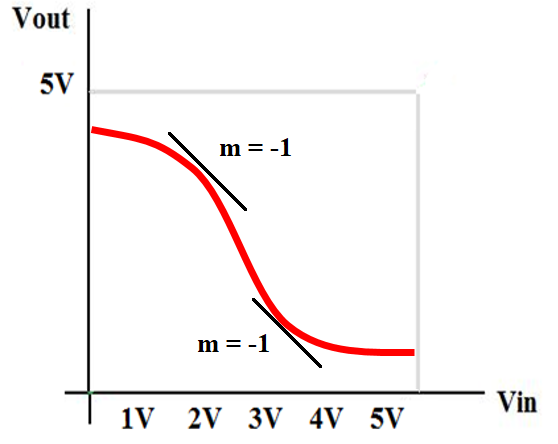 Vout
5V
m = -1
m = -1
Vin
1V 2V 3V 4V 5V